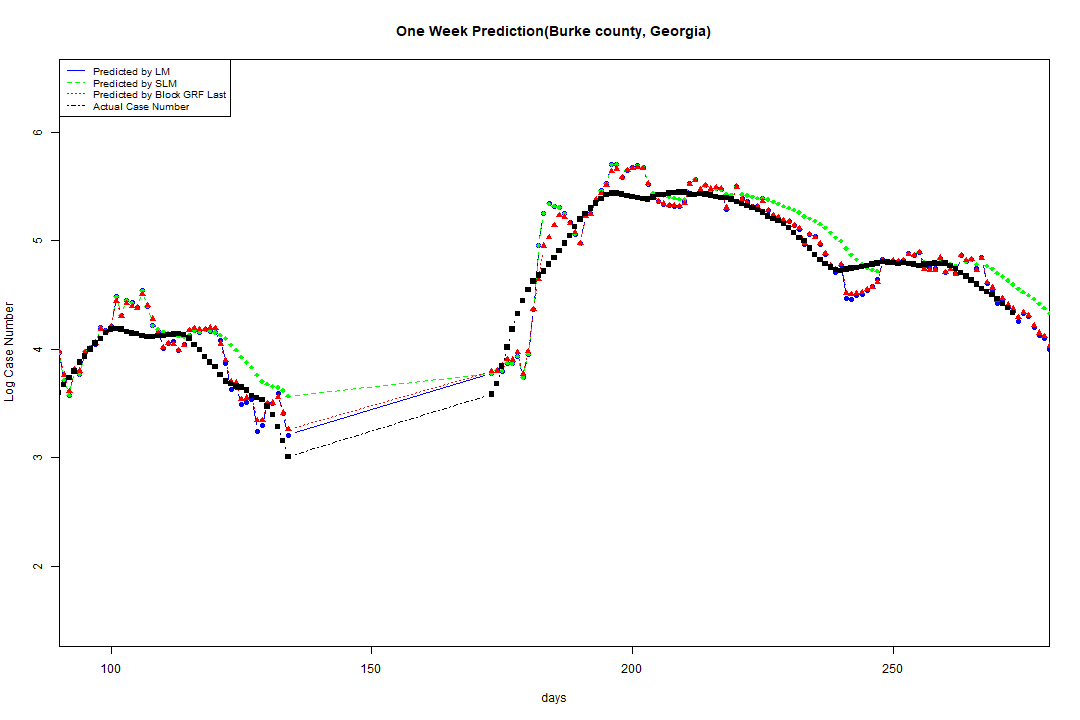 One Week Prediction(Burke county, Georgia)
Predicted by LM
Predicted by SLM
Predicted by Block GRF Last
Actual Case Number
6
5
4
3
2
Log Case Number
100
150
200
250
days